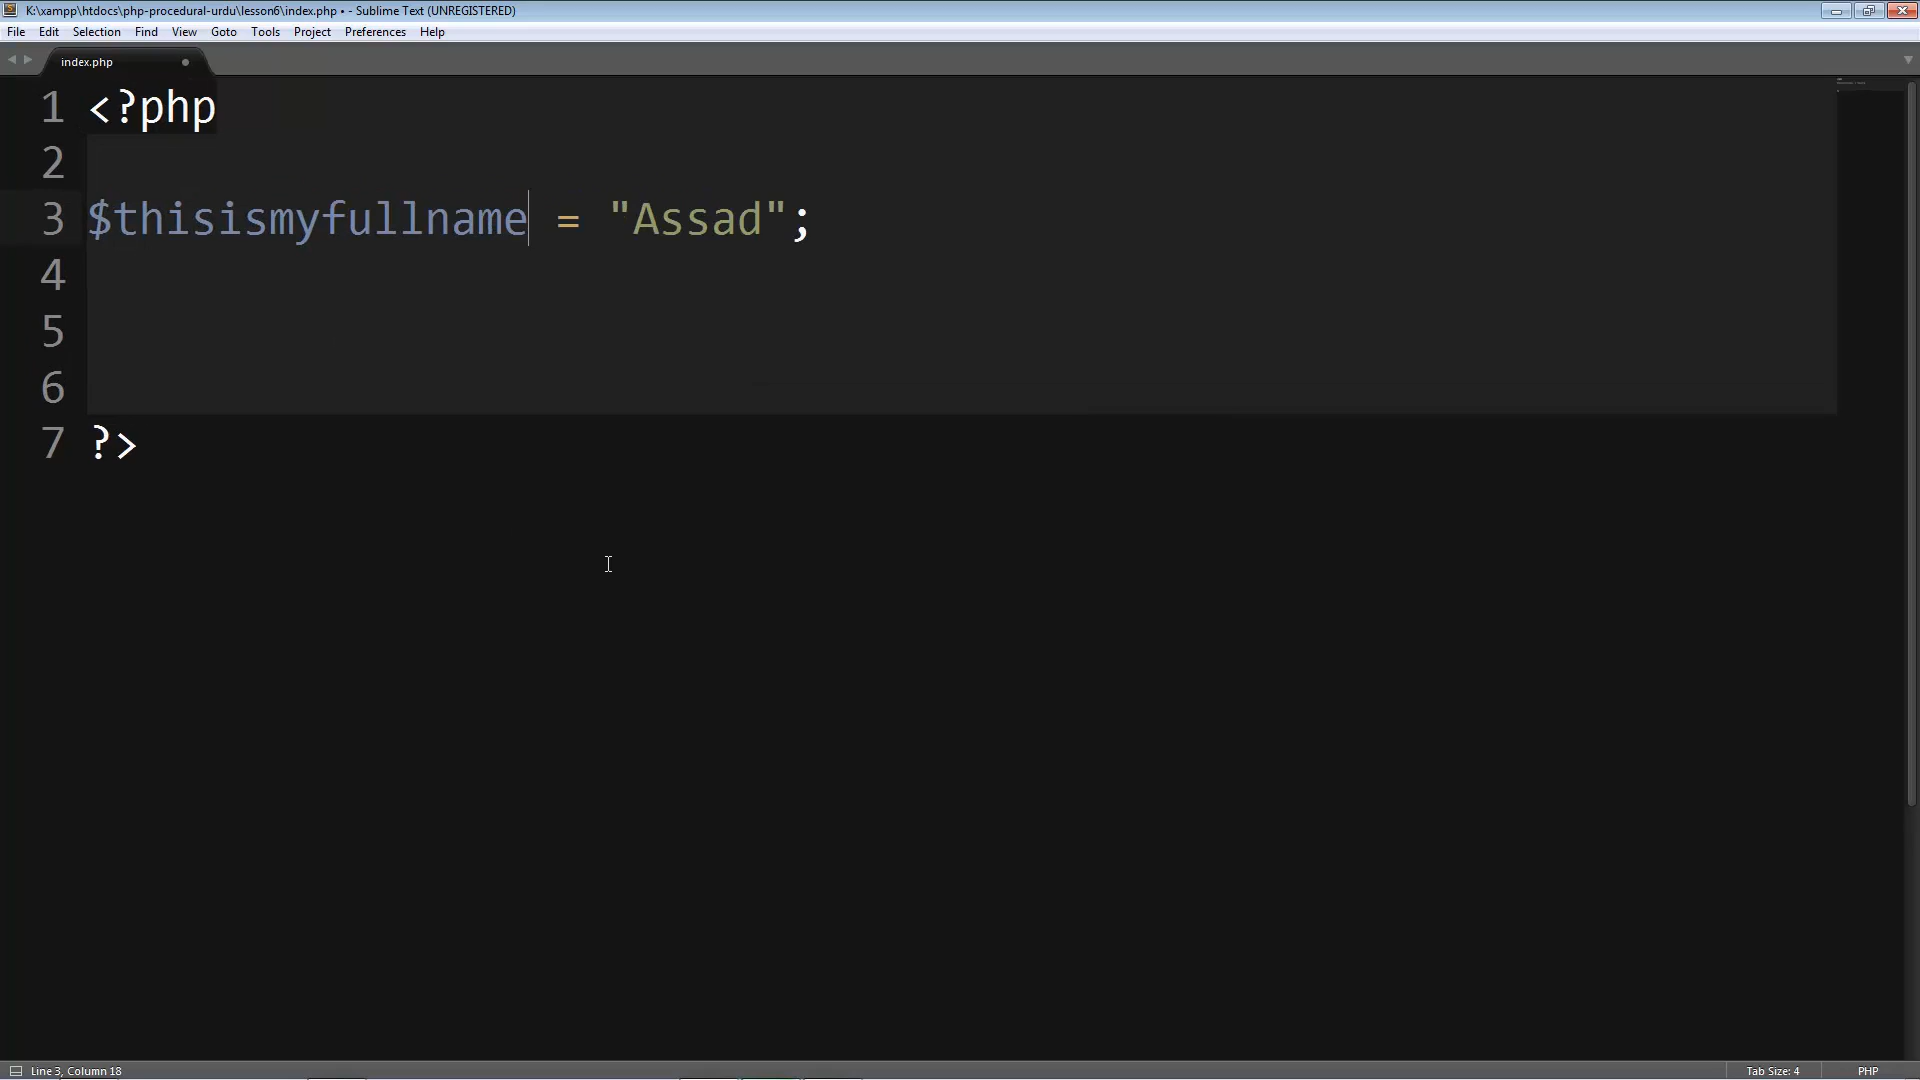 K:\xampp\htdocs\php-procedural-urdu\lesson6\index.php • - Sublime Text (UNREGISTERED)
File Edit Selection Find View Goto Tools Project Preferences Help
index.php
1 <?php
2
3 $thisismyfullname = "Assad";
4
5
6
7 ?>
Line 3, Column 18 Tab Size: 4 PHP